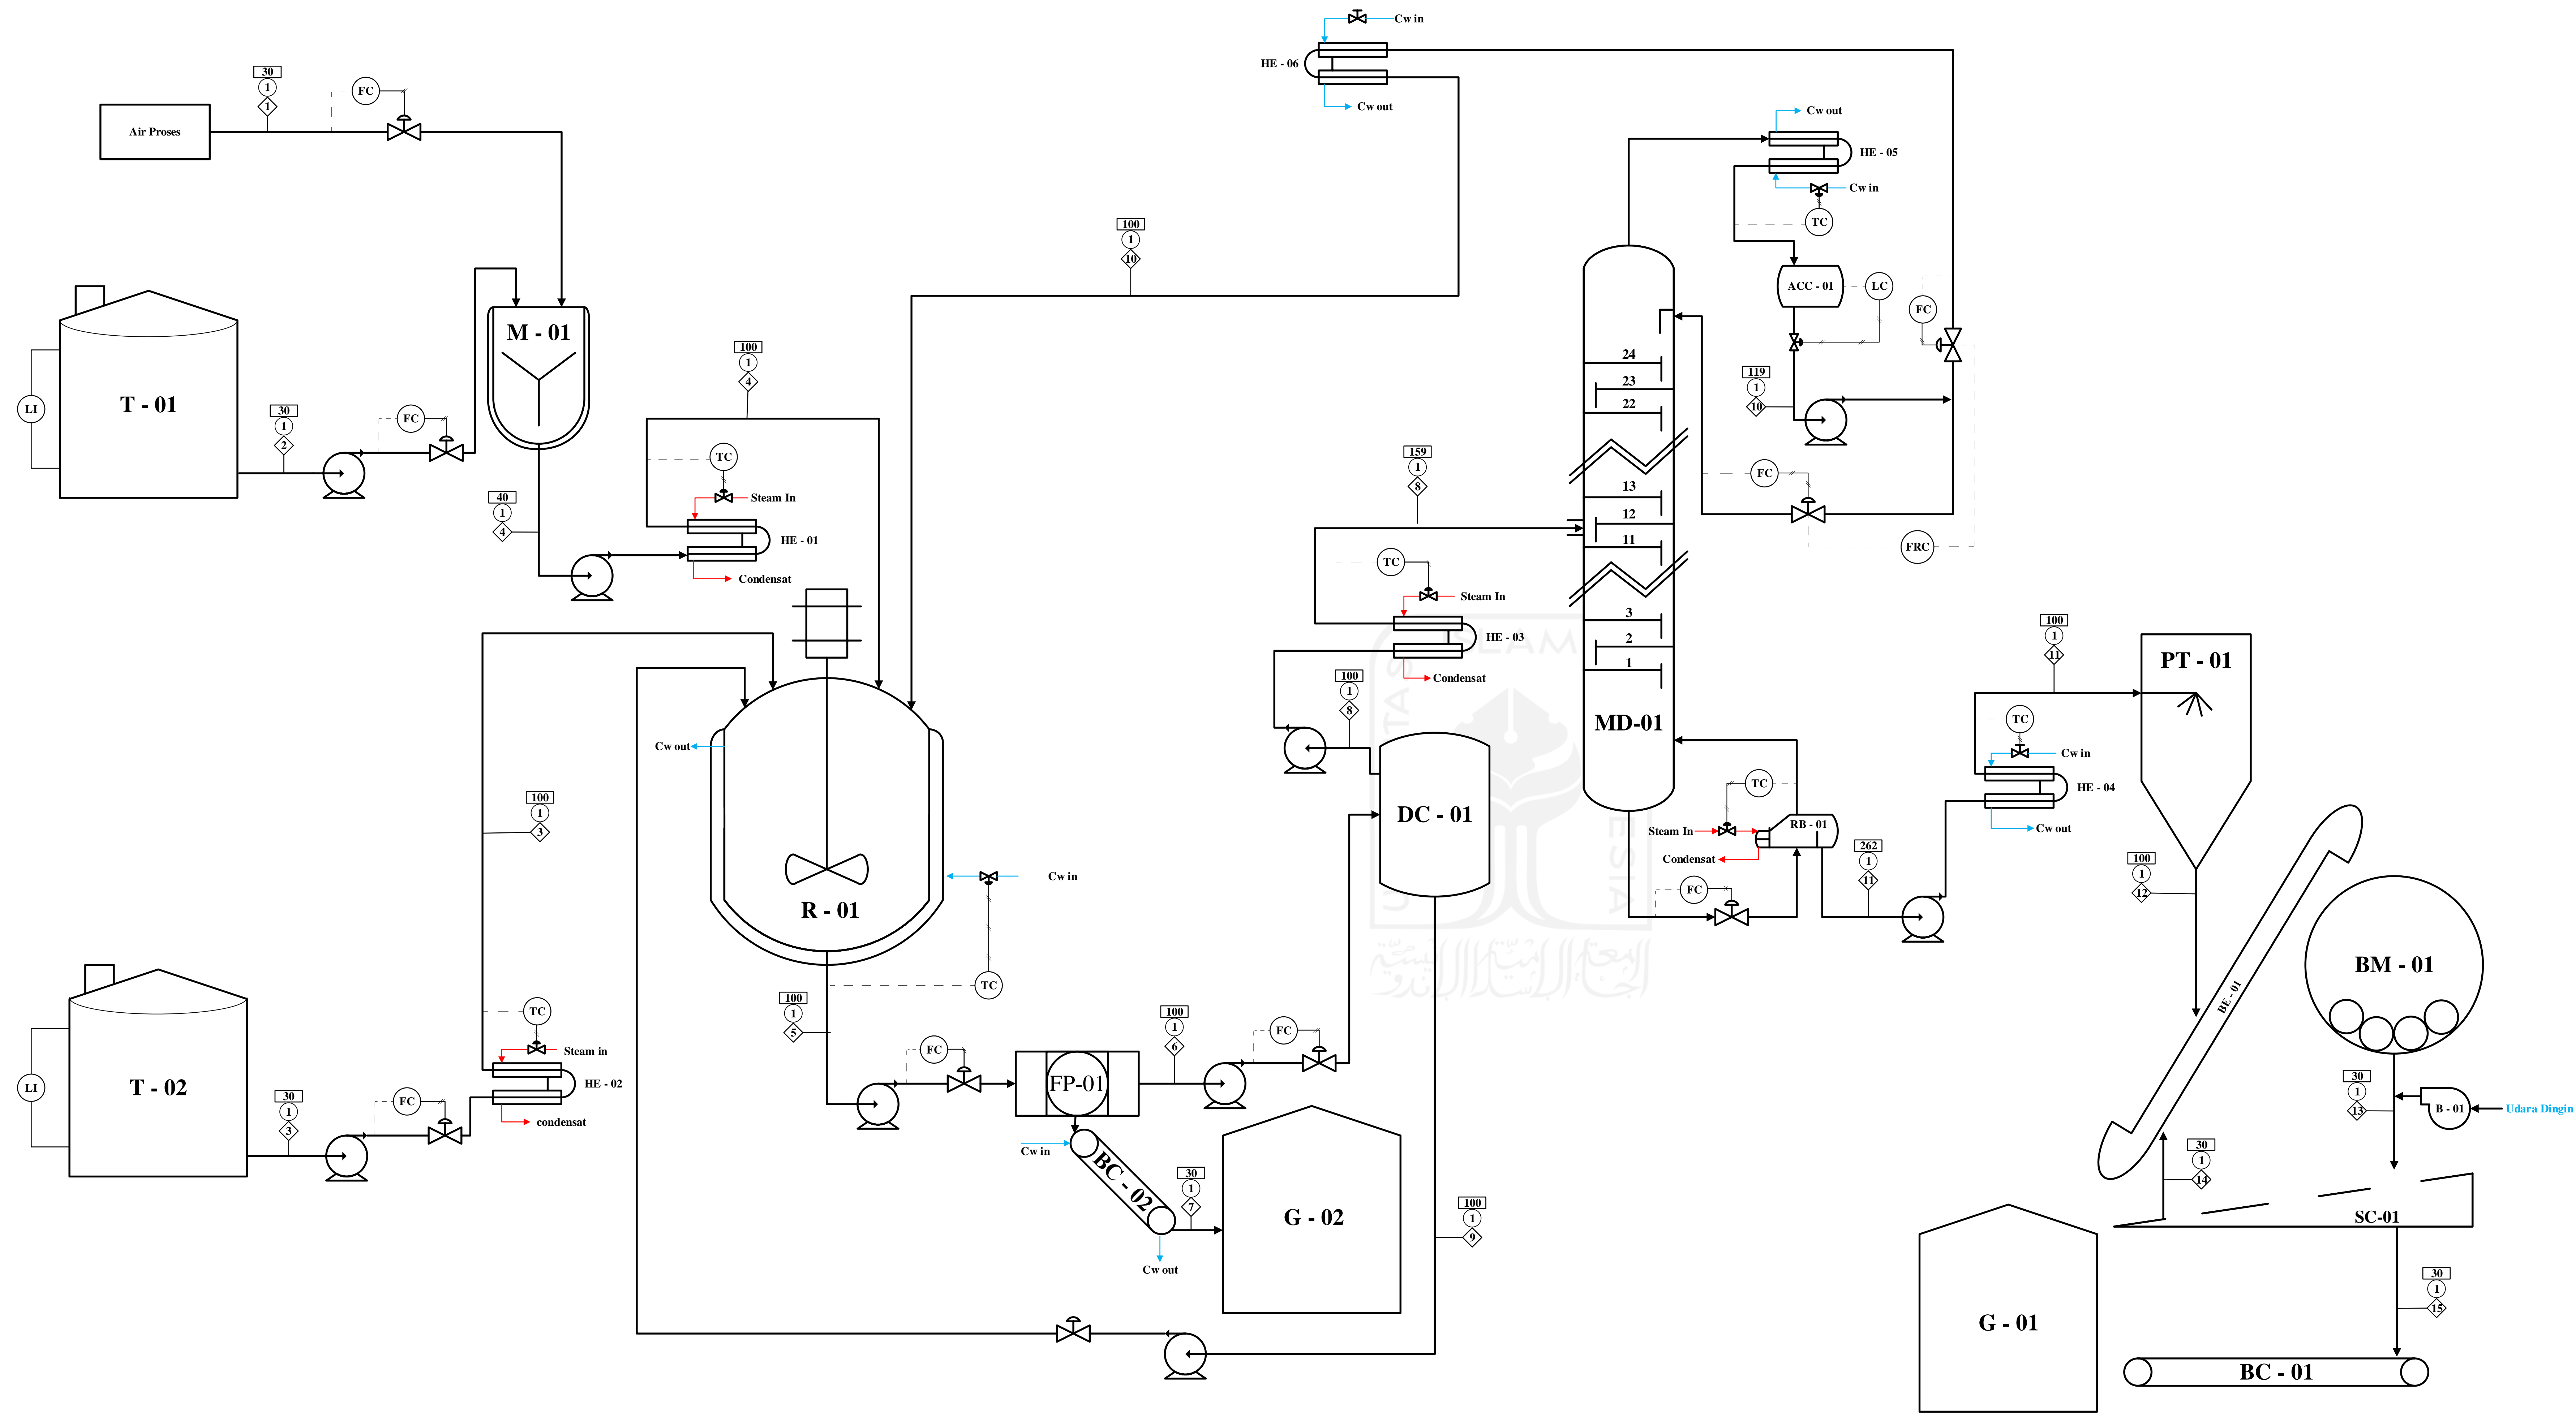 Cw in
HE - 06
Cw out
30
1
1
FC
Air Proses
Cw out
HE - 05
Cw in
TC
100
1
10
ACC - 01
LC
FC
T - 01
LI
30
1
2
FC
M - 01
100
1
4
TC
Steam In
HE - 01
Condensat
40
1
4
24
23
22
13
12
11
3
2
1
MD-01
119
1
10
FC
FRC
159
1
8
TC
Steam In
HE - 03
Condensat
100
1
8
DC - 01
R - 01
Cw out
Cw in
TC
100
1
3
100
1
5
TC
Steam in
HE - 02
condensat
T - 02
LI
30
1
3
FC
FC
FP-01
100
1
6
FC
Cw in
BC - 02
Cw out
30
1
7
G - 02
100
1
9
TC
Steam In
RB - 01
Condensat
FC
262
1
11
100
1
11
TC
Cw in
HE - 04
Cw out
PT - 01
100
1
12
BE - 01
BM - 01
30
1
13
B - 01
Udara Dingin
30
1
14
SC-01
30
1
15
G - 01
BC - 01
ISLAM
ESIA